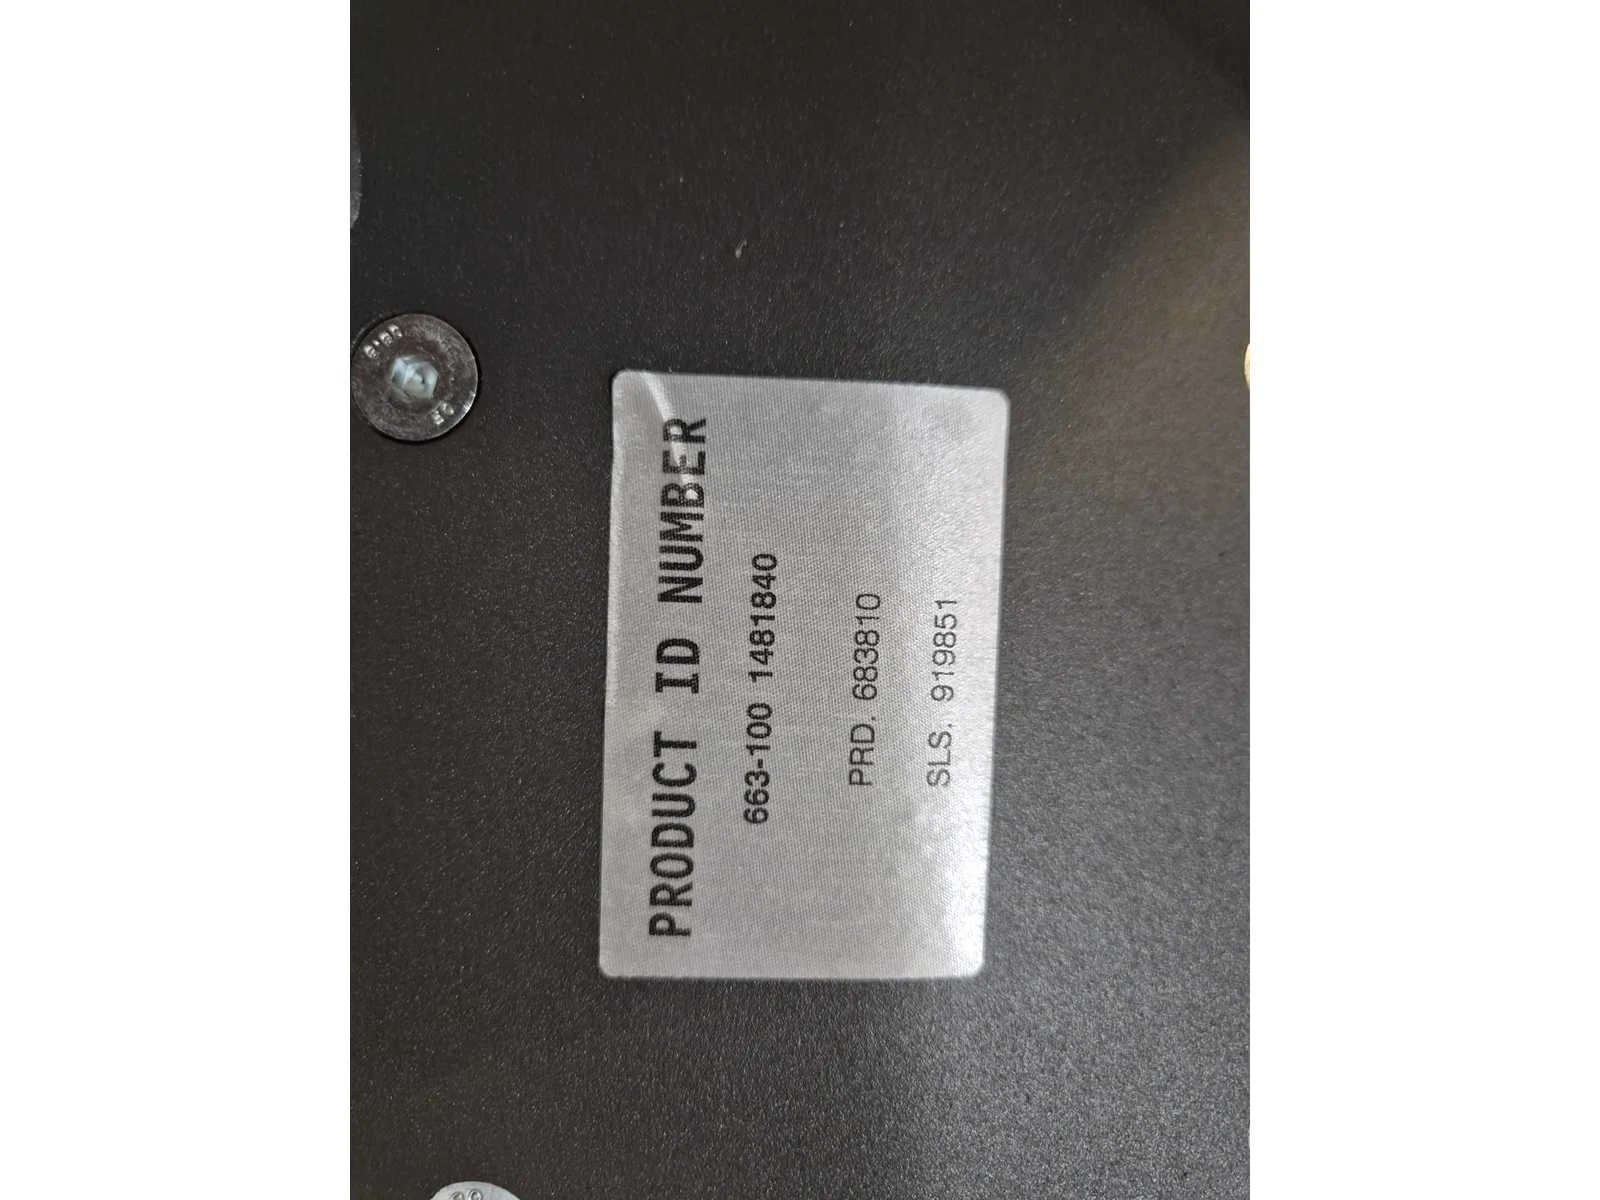 PRODUCT ID NUMBER
663-100 1481840
PRD. 683810
SLS. 919851